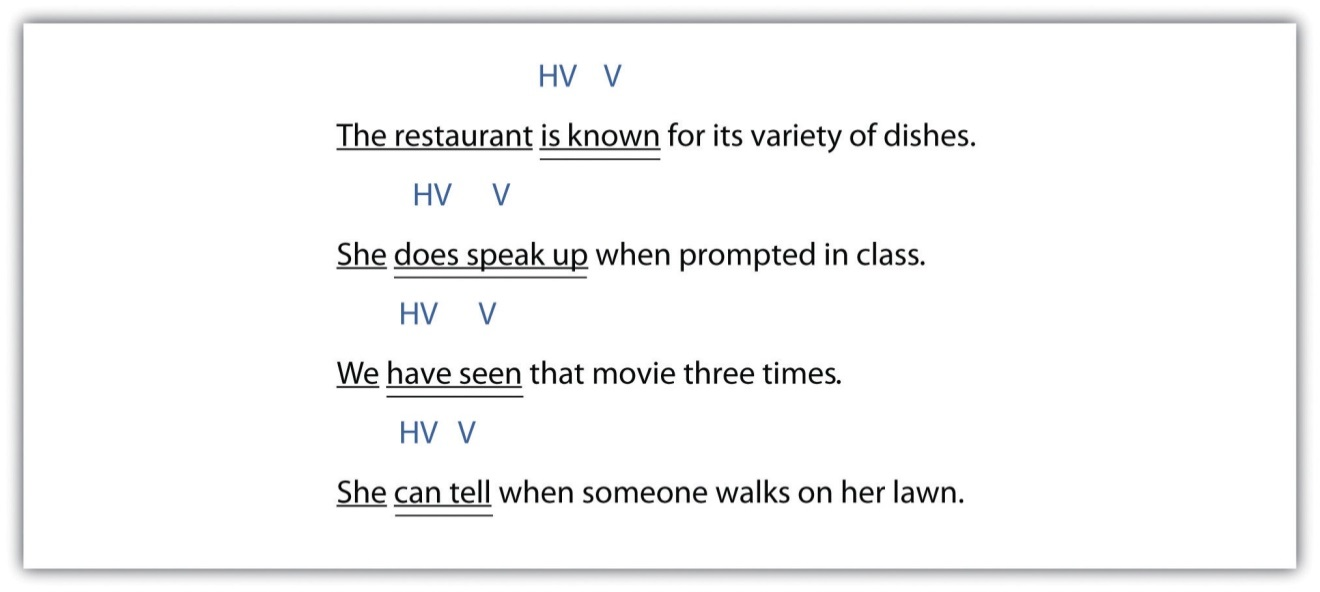 HV V
The restaurant is known for its variety of dishes.
HV V
She does speak up when prompted in class.
HV V
We have seen that movie three times.
HV V
She can tell when someone walks on her lawn.